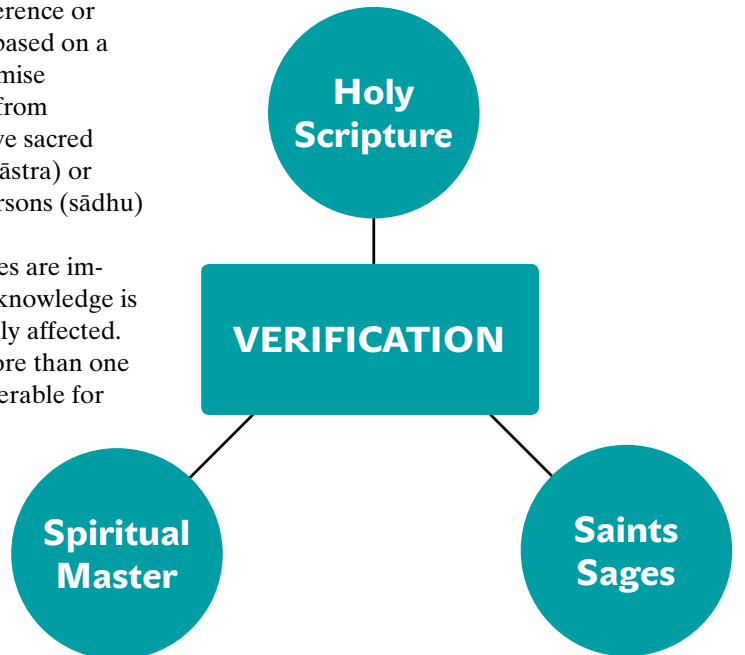 erence or
based on a
mise
from
ve sacred
āstra) or
rsons (sādhu)
es are im-
knowledge is
gly affected.
ore than one
erable for
Holy
Scripture
VERIFICATION
Spiritual
Master
Saints
Sages